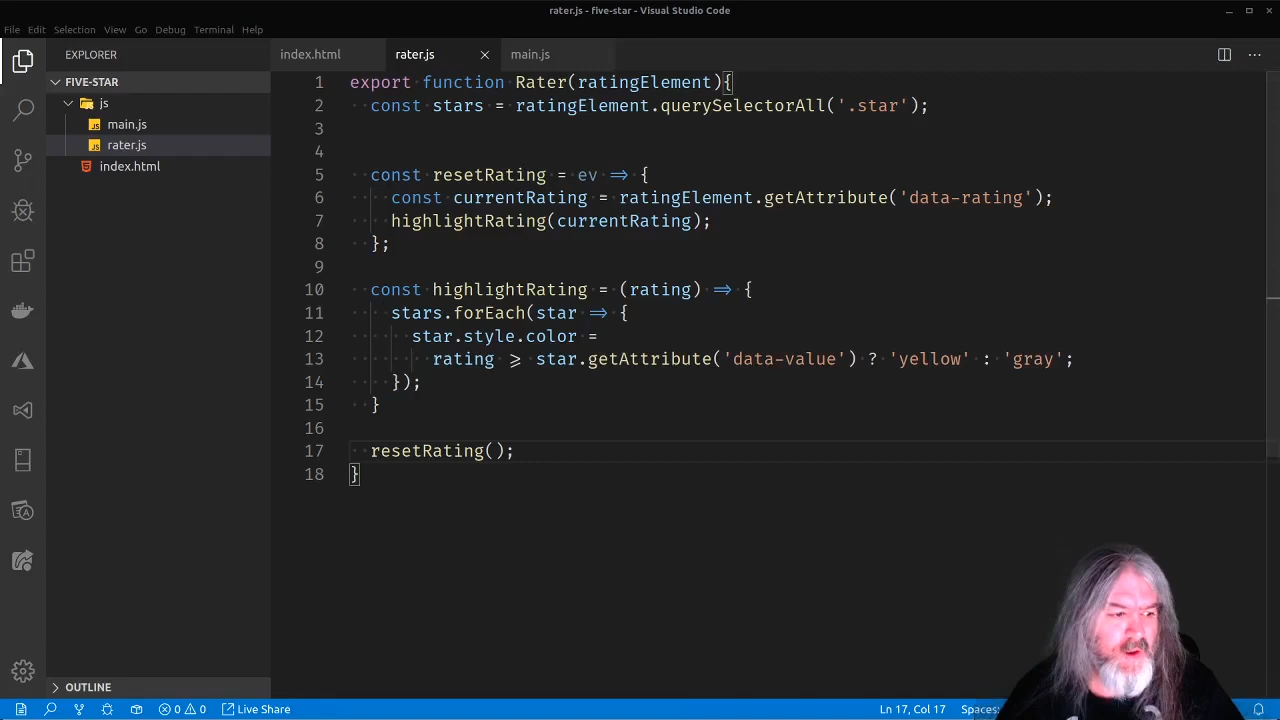 rater.js - five-star - Visual Studio Code
File Edit Selection View Go Debug Terminal Help
EXPLORER
FIVE-STAR
js
main.js
rater.js
index.html
OUTLINE
index.html rater.js main.js
1 export function Rater(ratingElement){
2 const stars = ratingElement.querySelectorAll('.star');
3
4
5 const resetRating = ev => {
6 const currentRating = ratingElement.getAttribute('data-rating');
7 highlightRating(currentRating);
8 };
9
10 const highlightRating = (rating) => {
11 stars.forEach(star => {
12 star.style.color =
13 rating >= star.getAttribute('data-value') ? 'yellow' : 'gray';
14 });
15 }
16
17 resetRating();
18 }
0 0 Live Share Ln 17, Col 17 Spaces: